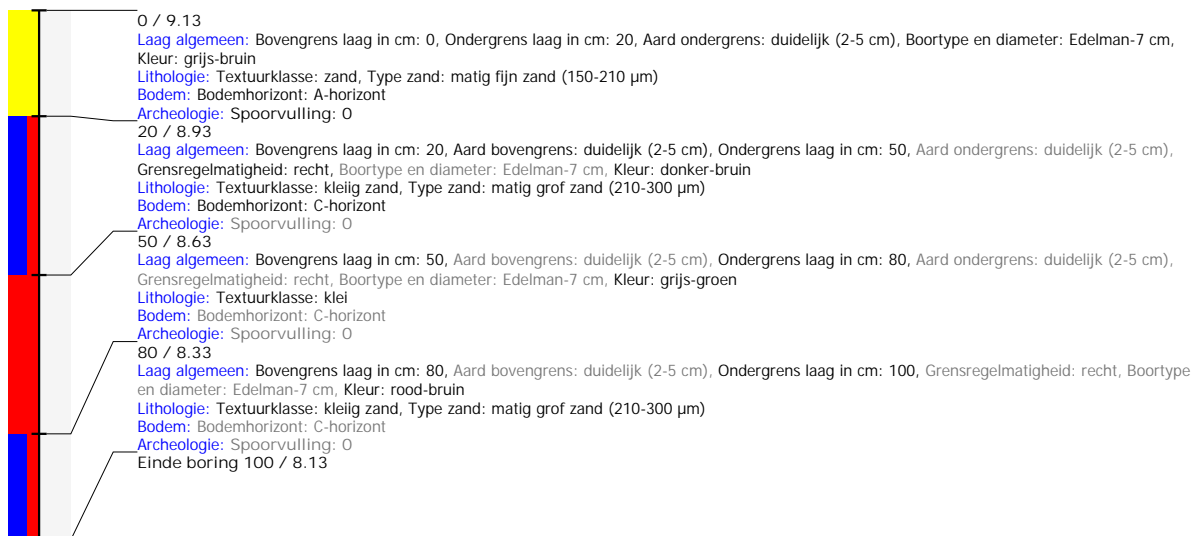 0 / 9.13
Laag algemeen: Bovengrens laag in cm: 0, Ondergrens laag in cm: 20, Aard ondergrens: duidelijk (2-5 cm), Boortype en diameter: Edelman-7 cm,
Kleur: grijs-bruin
Lithologie: Textuurklasse: zand, Type zand: matig fijn zand (150-210 µm)
Bodem: Bodemhorizont: A-horizont
Archeologie: Spoorvulling: 0
20 / 8.93
Laag algemeen: Bovengrens laag in cm: 20, Aard bovengrens: duidelijk (2-5 cm), Ondergrens laag in cm: 50, Aard ondergrens: duidelijk (2-5 cm),
Grensregelmatigheid: recht, Boortype en diameter: Edelman-7 cm, Kleur: donker-bruin
Lithologie: Textuurklasse: kleiig zand, Type zand: matig grof zand (210-300 µm)
Bodem: Bodemhorizont: C-horizont
Archeologie: Spoorvulling: 0
50 / 8.63
Laag algemeen: Bovengrens laag in cm: 50, Aard bovengrens: duidelijk (2-5 cm), Ondergrens laag in cm: 80, Aard ondergrens: duidelijk (2-5 cm),
Grensregelmatigheid: recht, Boortype en diameter: Edelman-7 cm, Kleur: grijs-groen
Lithologie: Textuurklasse: klei
Bodem: Bodemhorizont: C-horizont
Archeologie: Spoorvulling: 0
80 / 8.33
Laag algemeen: Bovengrens laag in cm: 80, Aard bovengrens: duidelijk (2-5 cm), Ondergrens laag in cm: 100, Grensregelmatigheid: recht, Boortype
en diameter: Edelman-7 cm, Kleur: rood-bruin
Lithologie: Textuurklasse: kleiig zand, Type zand: matig grof zand (210-300 µm)
Bodem: Bodemhorizont: C-horizont
Archeologie: Spoorvulling: 0
Einde boring 100 / 8.13